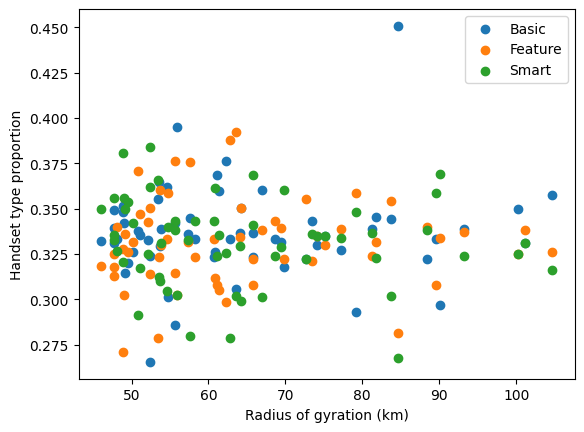 Basic
Feature
Smart
0.450
0.425
0.400
0.375
0.350
0.325
0.300
0.275
Handset type proportion
50 60 70 80 90 100
Radius of gyration (km)